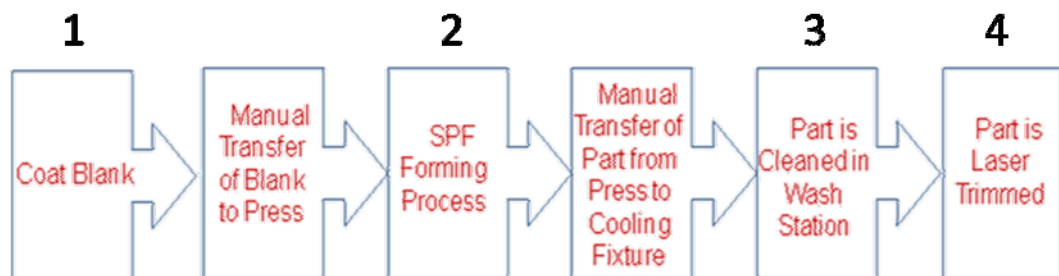 1
2
3
4
Coat Blank
Manual
Transfer
of Blank
to Press
SPF
Forming
Process
Manual
Transfer of
Part from
Press to
Cooling
Fixture
Part is
Cleaned in
Wash
Station
Part is
Laser
Trimmed